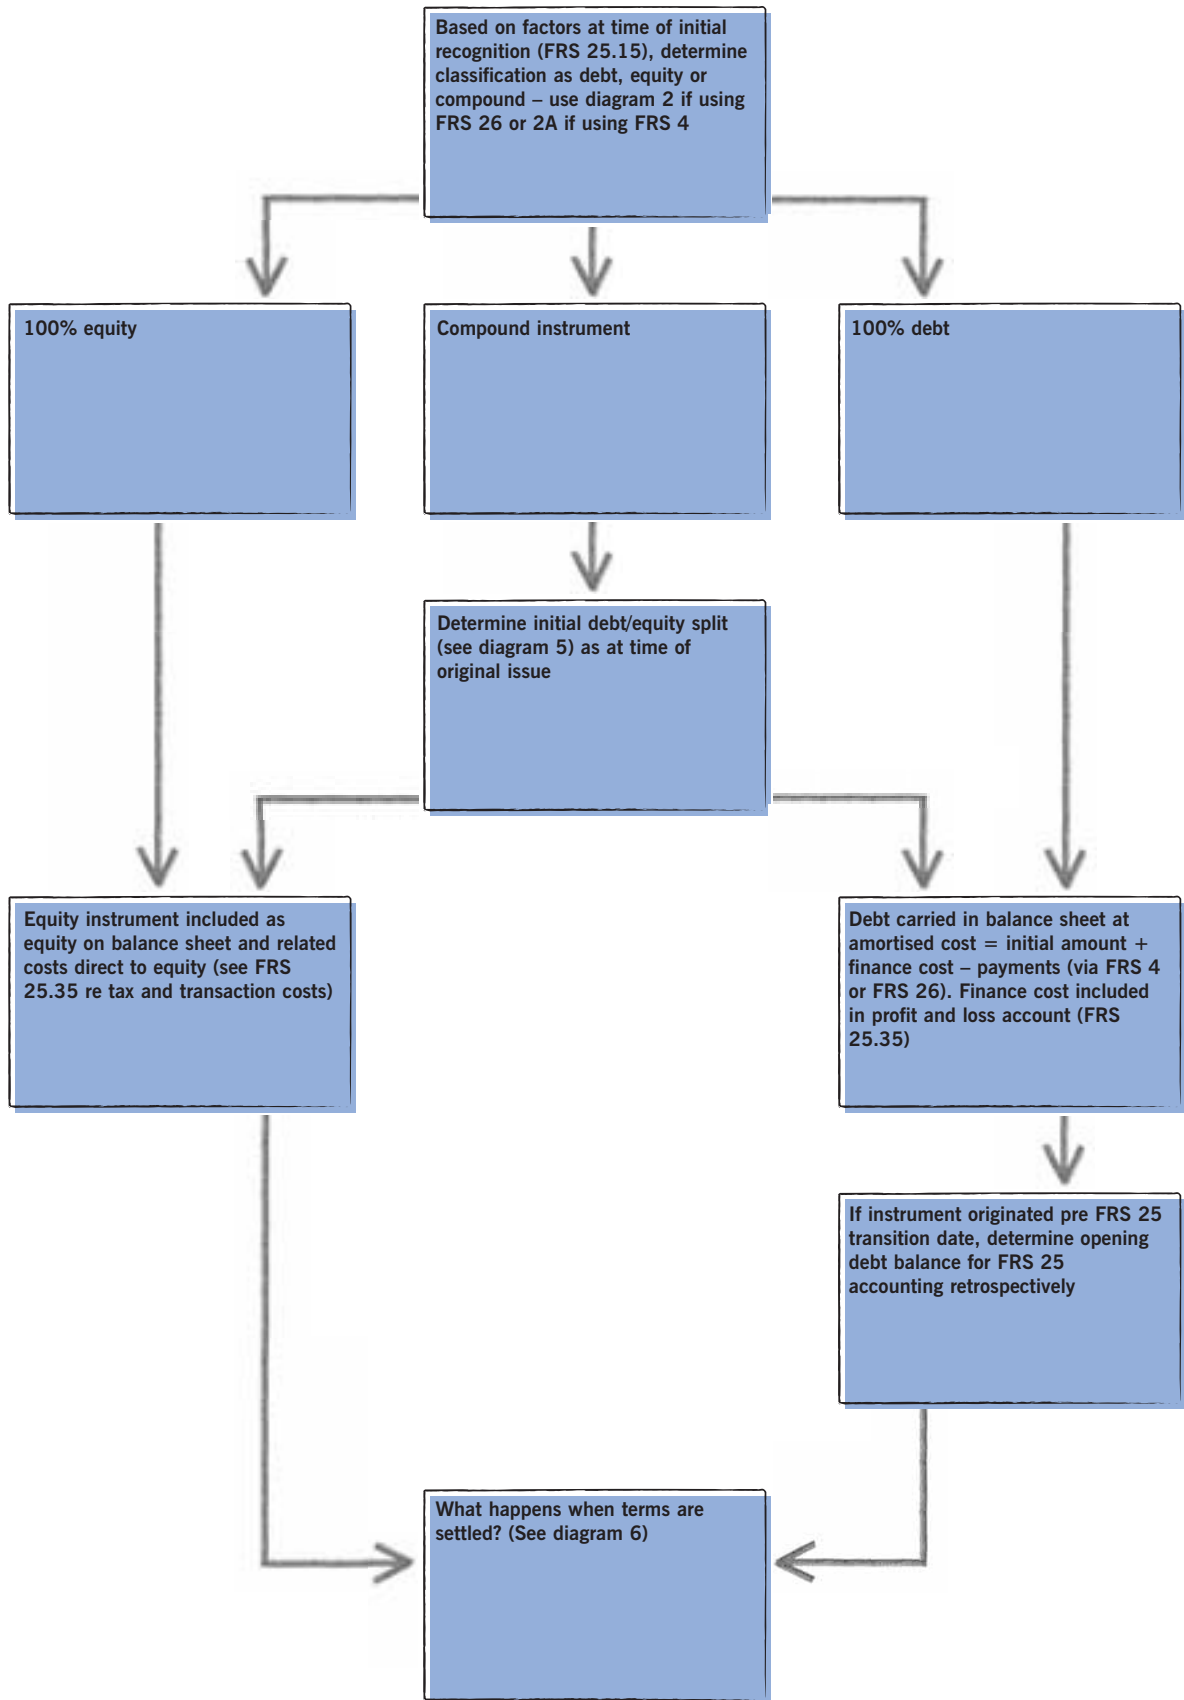 Based on factors at time of initial
recognition (FRS 25.15), determine
classification as debt, equity or
compound – use diagram 2 if using
FRS 26 or 2A if using FRS 4
100% equity
Compound instrument
100% debt
Determine initial debt/equity split
(see diagram 5) as at time of
original issue
Equity instrument included as
equity on balance sheet and related
costs direct to equity (see FRS
25.35 re tax and transaction costs)
Debt carried in balance sheet at
amortised cost = initial amount +
finance cost – payments (via FRS 4
or FRS 26). Finance cost included
in profit and loss account (FRS
25.35)
If instrument originated pre FRS 25
transition date, determine opening
debt balance for FRS 25
accounting retrospectively
What happens when terms are
settled? (See diagram 6)